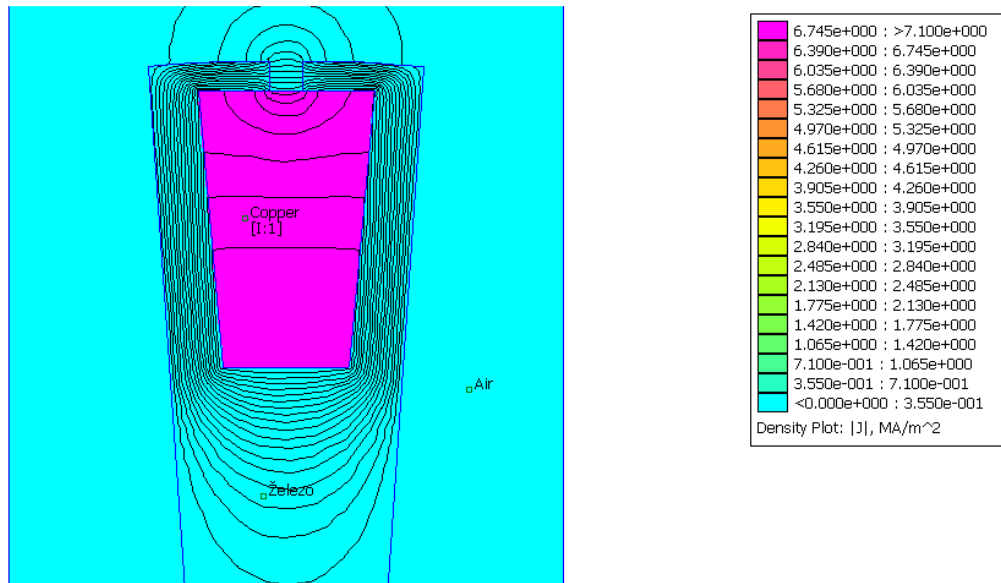 Copper
[I:1]
Air
Železo
6.745e+000 : >7.100e+000
6.390e+000 : 6.745e+000
6.035e+000 : 6.390e+000
5.680e+000 : 6.035e+000
5.325e+000 : 5.680e+000
4.970e+000 : 5.325e+000
4.615e+000 : 4.970e+000
4.260e+000 : 4.615e+000
3.905e+000 : 4.260e+000
3.550e+000 : 3.905e+000
3.195e+000 : 3.550e+000
2.840e+000 : 3.195e+000
2.485e+000 : 2.840e+000
2.130e+000 : 2.485e+000
1.775e+000 : 2.130e+000
1.420e+000 : 1.775e+000
1.065e+000 : 1.420e+000
7.100e-001 : 1.065e+000
3.550e-001 : 7.100e-001
<0.000e+000 : 3.550e-001
Density Plot: |J|, MA/m^2